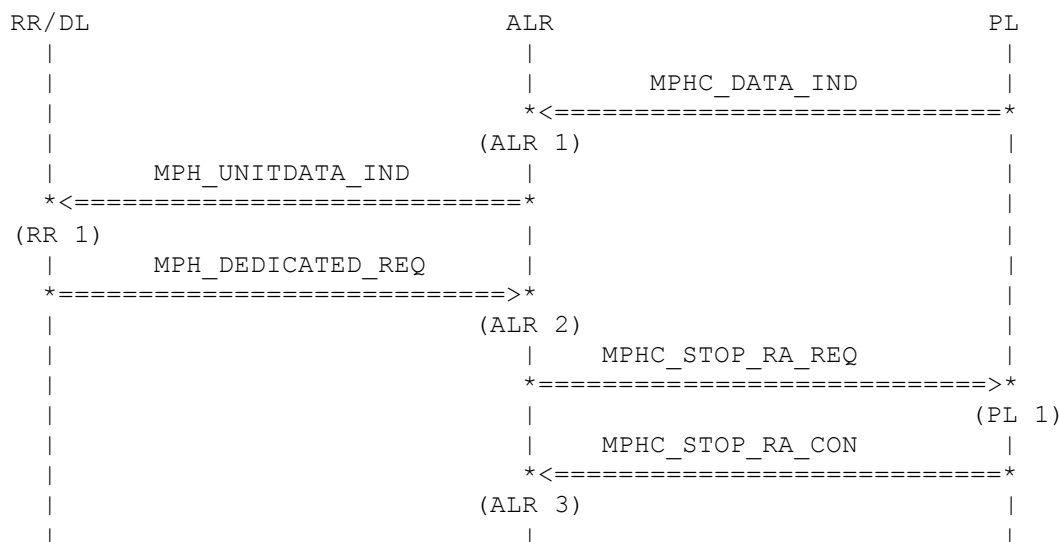 RR/DL ALR PL
MPHC_DATA_IND
*<============================*
(ALR 1)
MPH_UNITDATA_IND
*<============================*
(RR 1)
MPH_DEDICATED_REQ
*============================>*
(ALR 2)
MPHC_STOP_RA_REQ
*============================>*
(PL 1)
MPHC_STOP_RA_CON
*<============================*
(ALR 3)